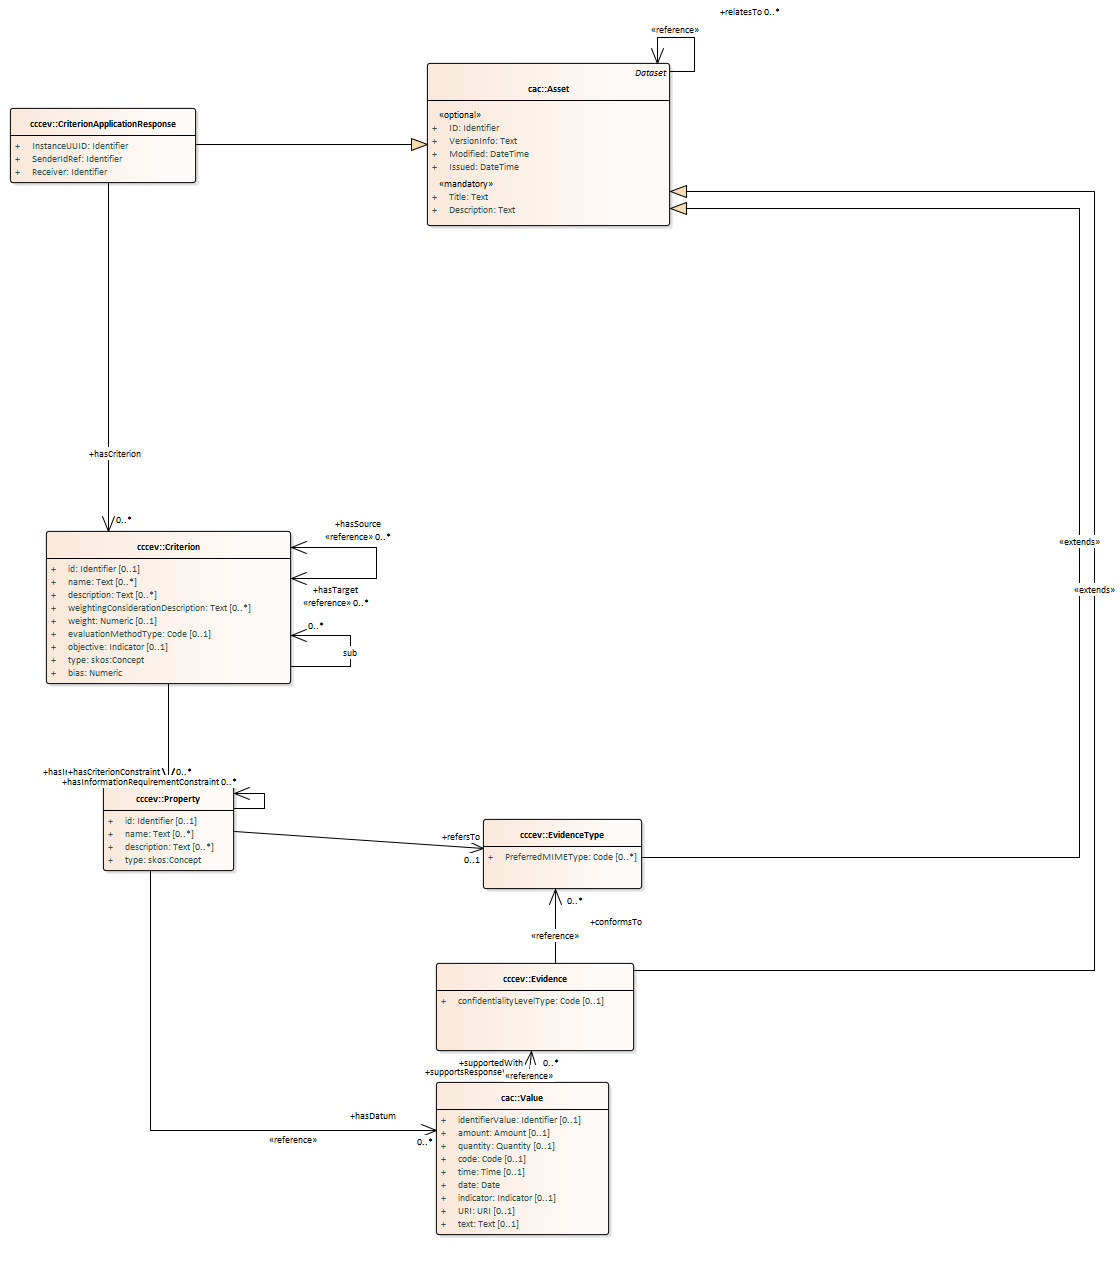 +relatesTo 0..*
«reference»
Dataset
cac::Asset
«optional»
+ ID: Identifier
+ VersionInfo: Text
+ Modified: DateTime
+ Issued: DateTime
«mandatory»
+ Title: Text
+ Description: Text
cccev::CriterionApplicationResponse
+ InstanceUUID: Identifier
+ SenderIdRef: Identifier
+ Receiver: Identifier
+hasCriterion
0..*
cccev::Criterion
+ id: Identifier [0..1]
+ name: Text [0..*]
+ description: Text [0..*]
+ weightingConsiderationDescription: Text [0..*]
+ weight: Numeric [0..1]
+ evaluationMethodType: Code [0..1]
+ objective: Indicator [0..1]
+ type: skos:Concept
+ bias: Numeric
+hasSource
«reference» 0..*
+hasTarget
«reference» 0..*
0..*
sub
«extends»
«extends»
+hasCriterionConstraint 0..*
+hasInformationRequirementConstraint 0..*
cccev::Property
+ id: Identifier [0..1]
+ name: Text [0..*]
+ description: Text [0..*]
+ type: skos:Concept
+refersTo
0..1
cccev::EvidenceType
+ PreferredMIMEType: Code [0..*]
0..*
+conformsTo
«reference»
cccev::Evidence
+ confidentialityLevelType: Code [0..1]
+supportedWith 0..*
+supportsResponse
«reference»
+hasDatum
«reference»
0..*
cac::Value
+ identifierValue: Identifier [0..1]
+ amount: Amount [0..1]
+ quantity: Quantity [0..1]
+ code: Code [0..1]
+ time: Time [0..1]
+ date: Date
+ indicator: Indicator [0..1]
+ URI: URI [0..1]
+ text: Text [0..1]